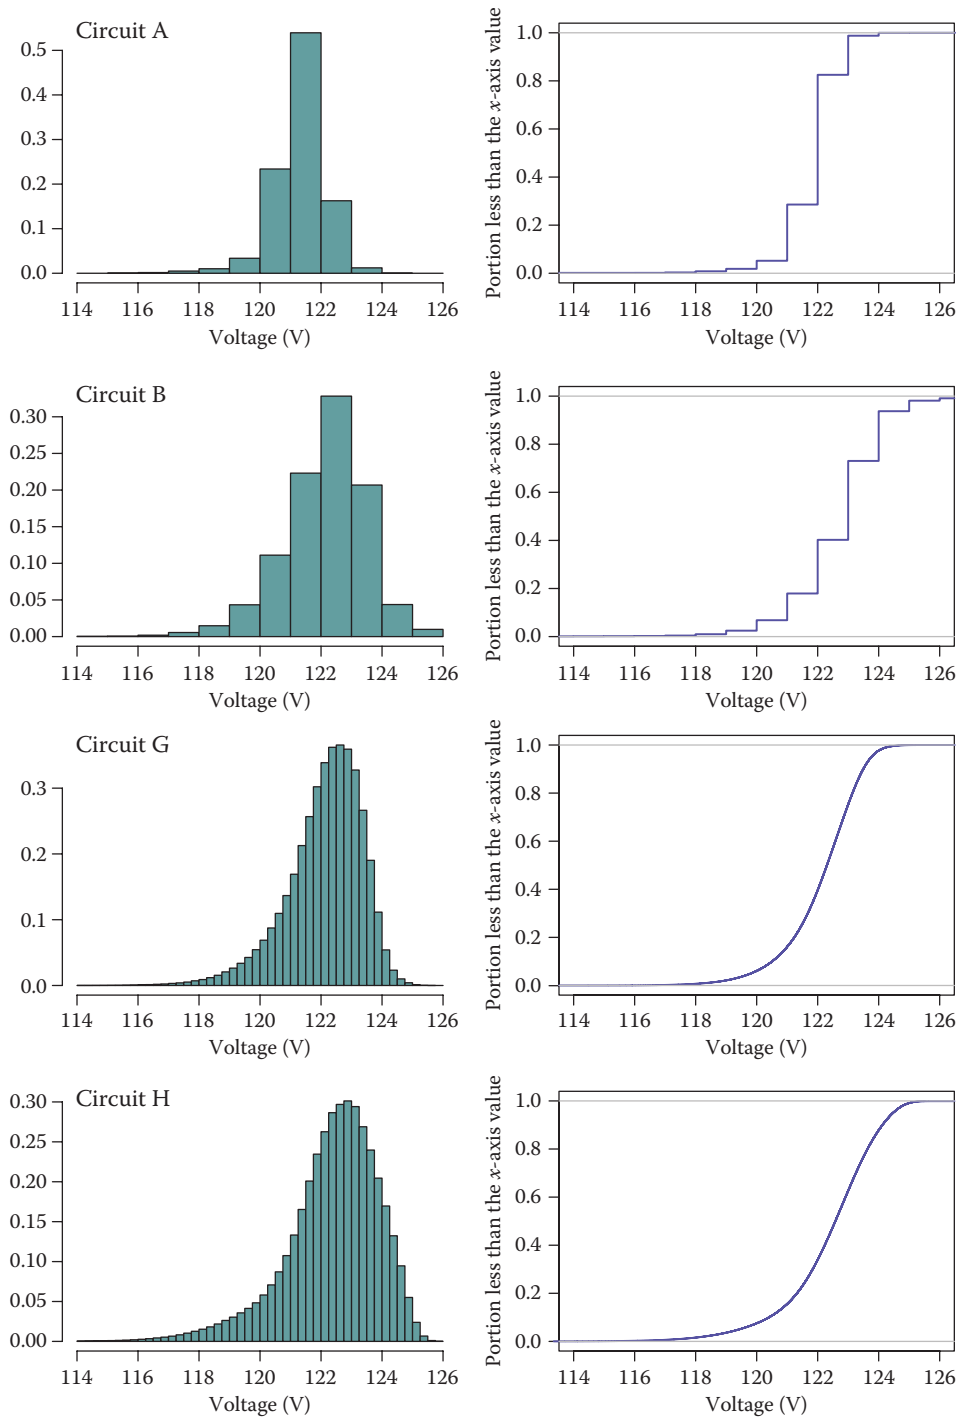 Circuit A
0.5
0.4
0.3
0.2
0.1
0.0
114 116 118 120 122 124 126
Voltage (V)
Portion less than the x-axis value
1.0
0.8
0.6
0.4
0.2
0.0
114 116 118 120 122 124 126
Voltage (V)
Circuit B
0.30
0.25
0.20
0.15
0.10
0.05
0.00
114 116 118 120 122 124 126
Voltage (V)
Portion less than the x-axis value
1.0
0.8
0.6
0.4
0.2
0.0
114 116 118 120 122 124 126
Voltage (V)
Circuit G
0.3
0.2
0.1
0.0
114 116 118 120 122 124 126
Voltage (V)
Portion less than the x-axis value
1.0
0.8
0.6
0.4
0.2
0.0
114 116 118 120 122 124 126
Voltage (V)
Circuit H
0.30
0.25
0.20
0.15
0.10
0.05
0.00
114 116 118 120 122 124 126
Voltage (V)
Portion less than the x-axis value
1.0
0.8
0.6
0.4
0.2
0.0
114 116 118 120 122 124 126
Voltage (V)